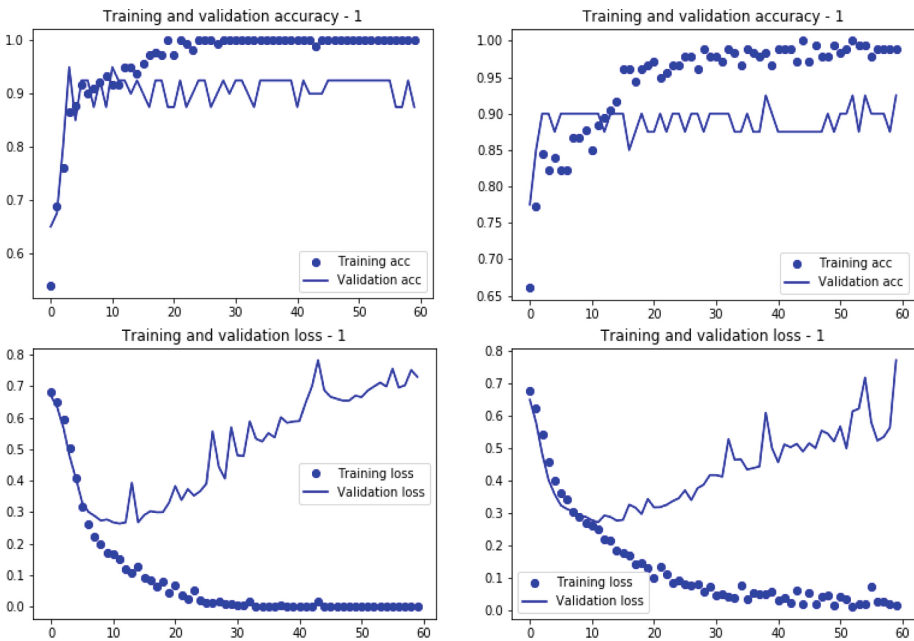 Training and validation accuracy - 1
1.0
0.9
0.8
0.7
0.6
Training acc
Validation acc
0 10 20 30 40 50 60
Training and validation accuracy - 1
1.00
0.95
0.90
0.85
0.80
0.75
0.70
0.65
Training acc
Validation acc
0 10 20 30 40 50 60
Training and validation loss - 1
0.8
0.7
0.6
0.5
0.4
0.3
0.2
0.1
0.0
Training loss
Validation loss
0 10 20 30 40 50 60
Training and validation loss - 1
0.8
0.7
0.6
0.5
0.4
0.3
0.2
0.1
0.0
Training loss
Validation loss
0 10 20 30 40 50 60